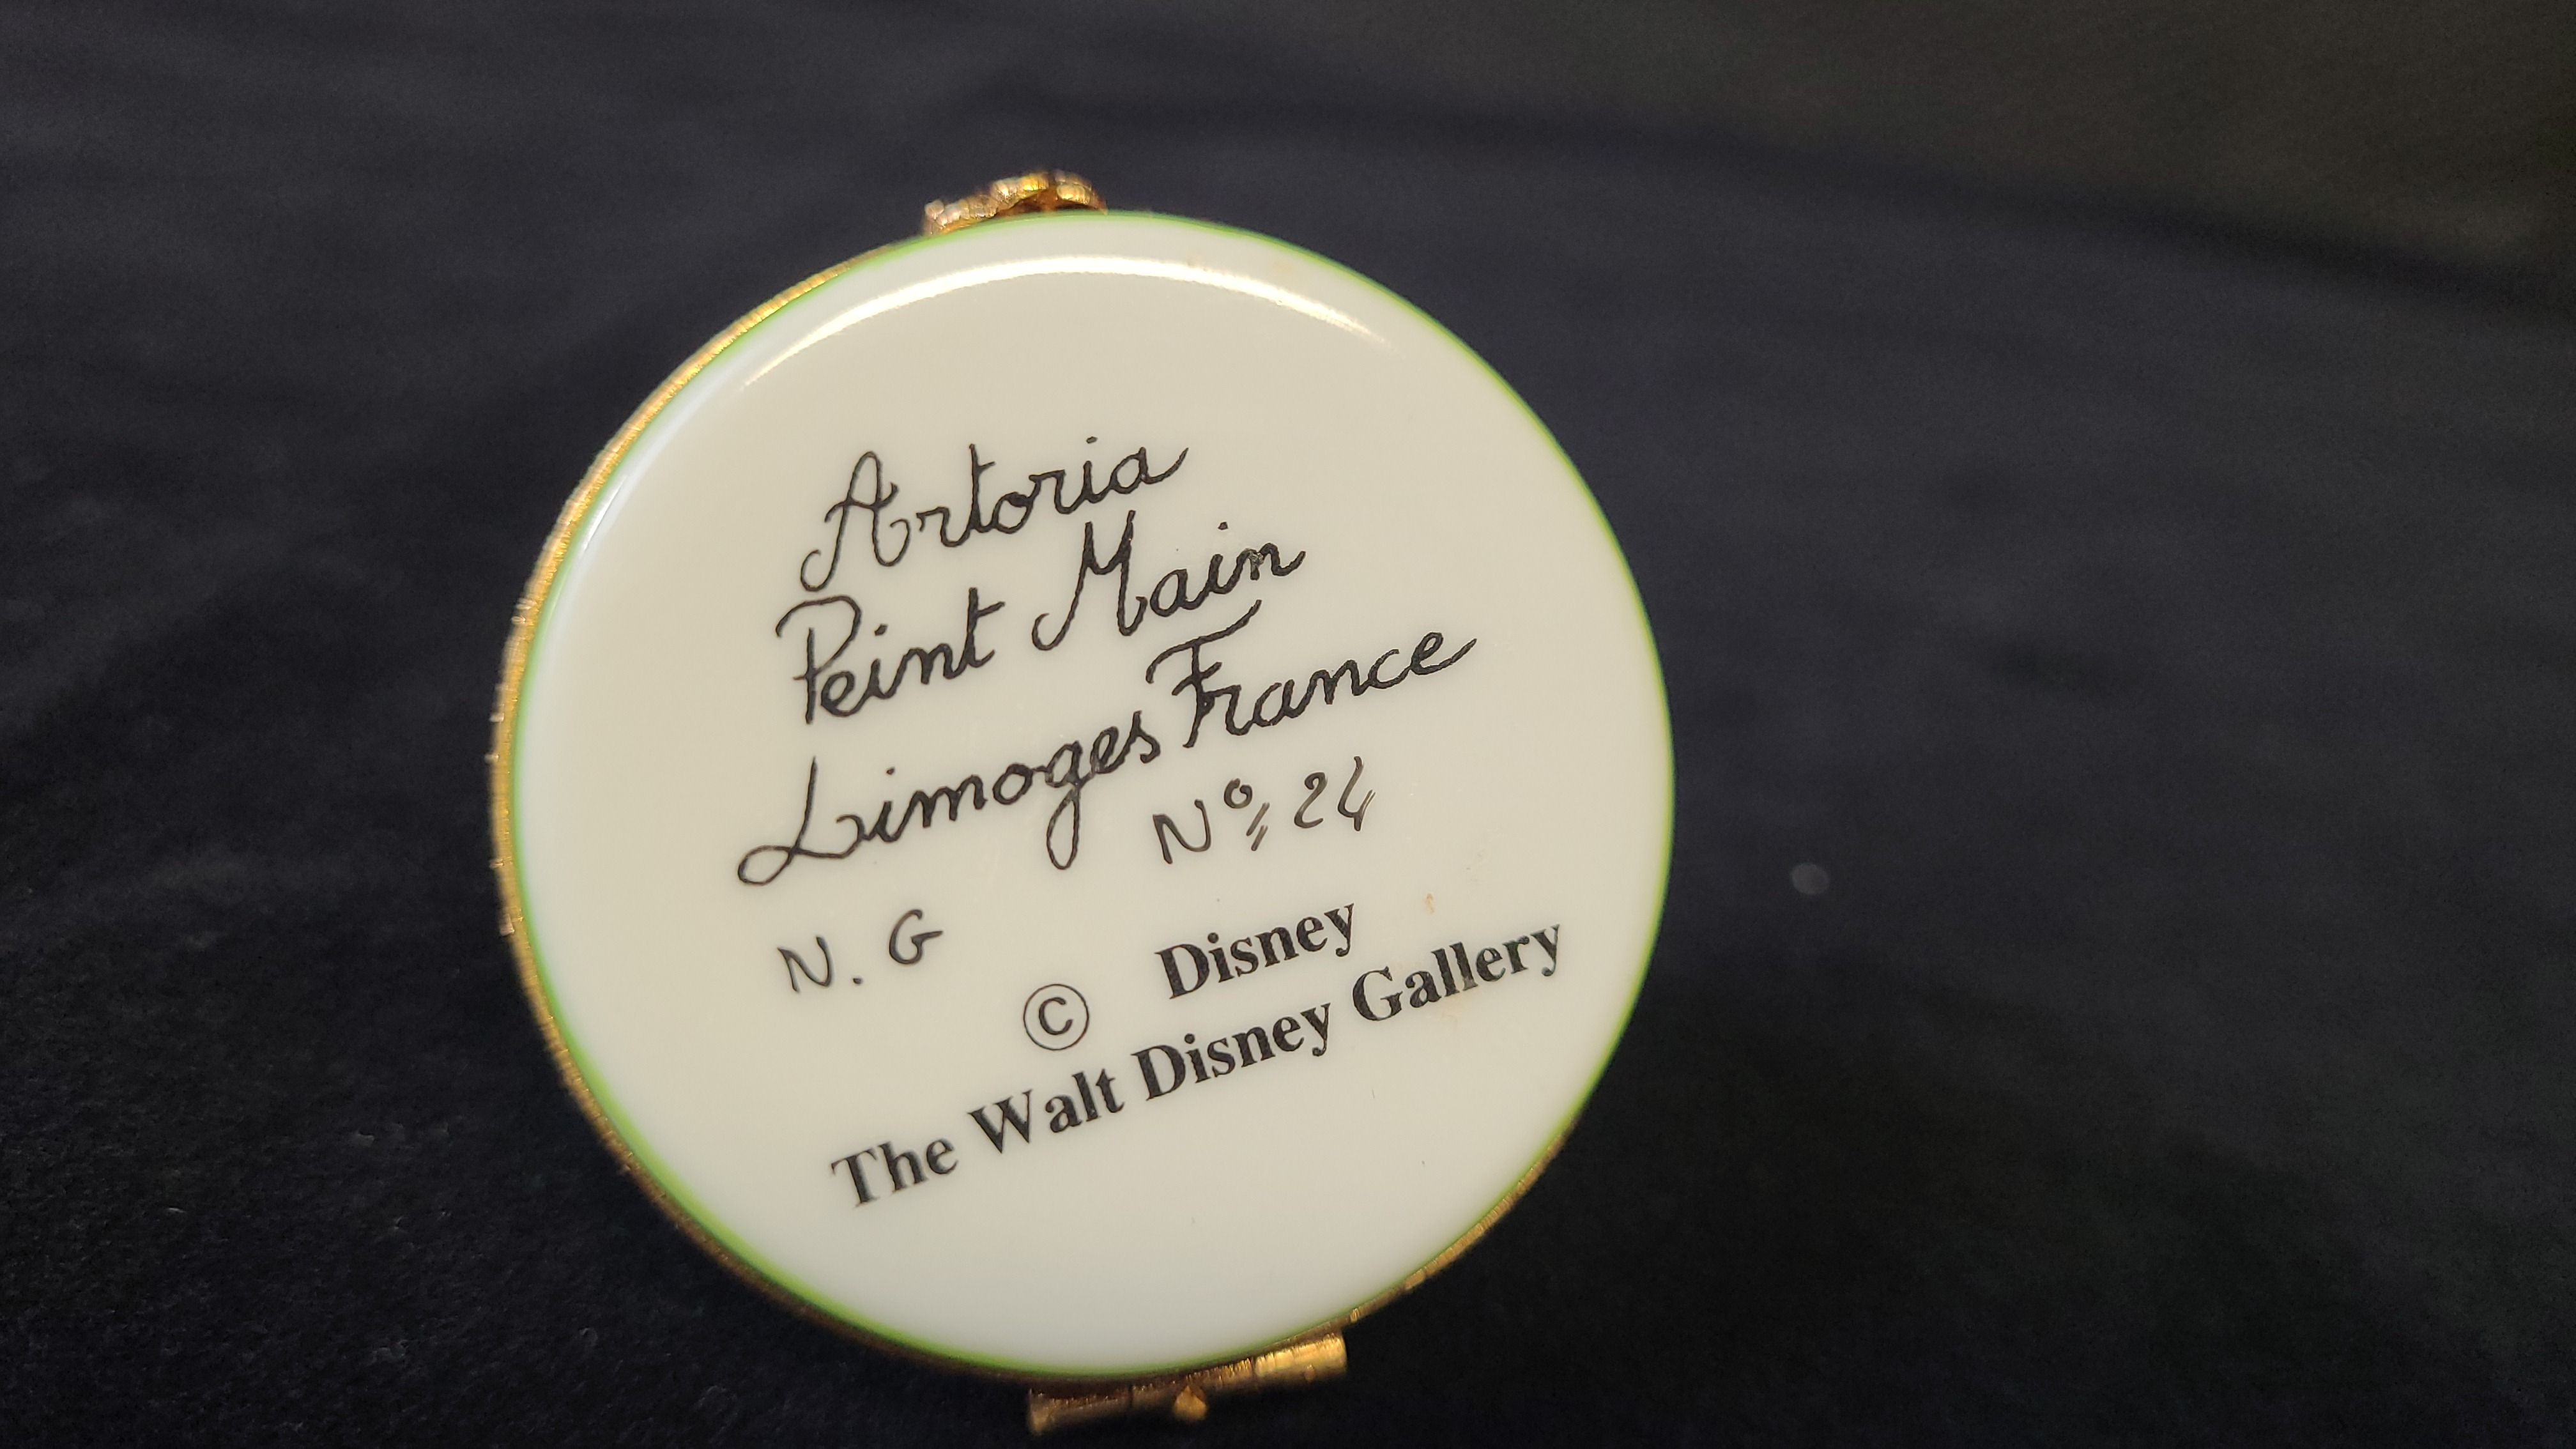 Artoria
Peint Main
Limoges France
Nº 24
N. G
© Disney
The Walt Disney Gallery